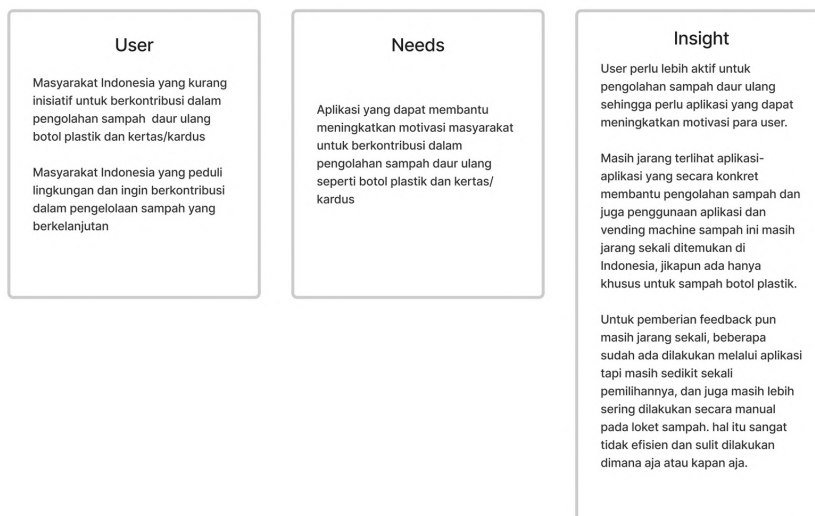 User
Masyarakat Indonesia yang kurang
inisiatif untuk berkontribusi dalam
pengolahan sampah daur ulang
botol plastik dan kertas/kardus
Masyarakat Indonesia yang peduli
lingkungan dan ingin berkontribusi
dalam pengelolaan sampah yang
berkelanjutan
Needs
Aplikasi yang dapat membantu
meningkatkan motivasi masyarakat
untuk berkontribusi dalam
pengolahan sampah daur ulang
seperti botol plastik dan kertas/
kardus
Insight
User perlu lebih aktif untuk
pengolahan sampah daur ulang
sehingga perlu aplikasi yang dapat
meningkatkan motivasi para user.
Masih jarang terlihat aplikasi-
aplikasi yang secara konkret
membantu pengolahan sampah dan
juga penggunaan aplikasi dan
vending machine sampah ini masih
jarang sekali ditemukan di
Indonesia, jikapun ada hanya
khusus untuk sampah botol plastik.
Untuk pemberian feedback pun
masih jarang sekali, beberapa
sudah ada dilakukan melalui aplikasi
tapi masih sedikit sekali
pemilihannya, dan juga masih lebih
sering dilakukan secara manual
pada loket sampah. hal itu sangat
tidak efisien dan sulit dilakukan
dimana aja atau kapan aja.